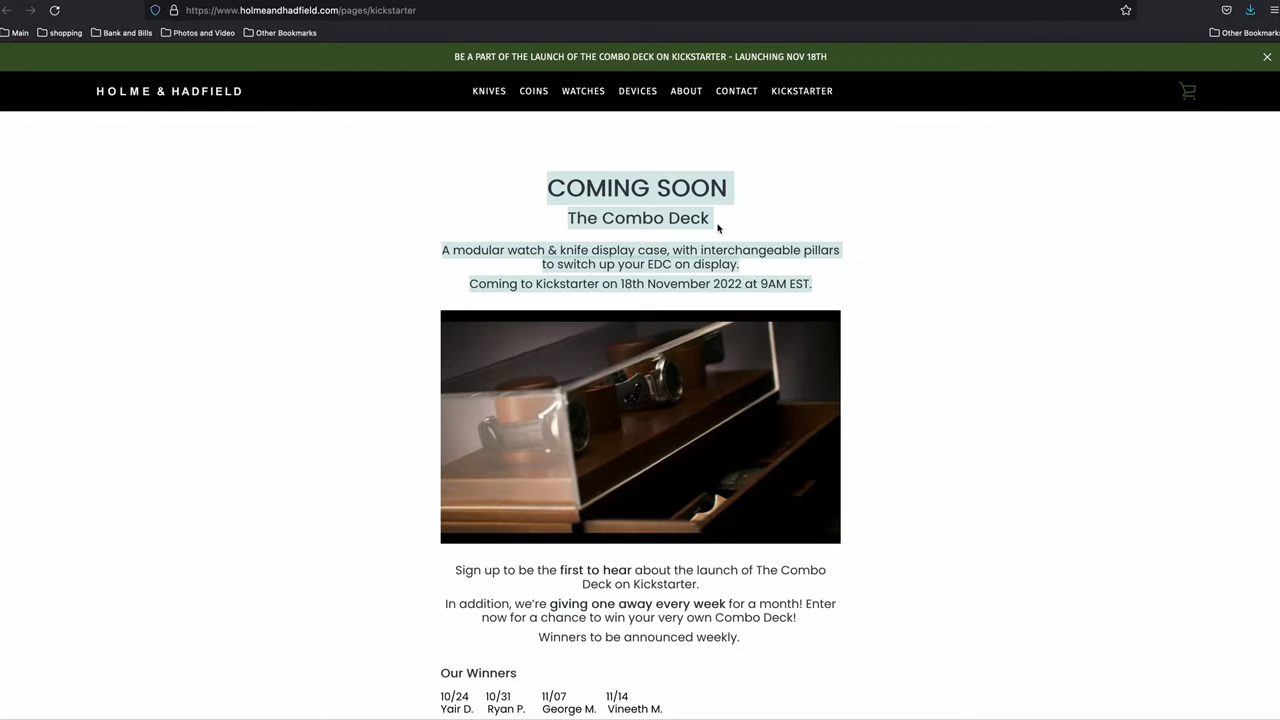 https://www.holmeandhadfield.com/pages/kickstarter
Main shopping Bank and Bills Photos and Video Other Bookmarks Other Bookmarks
BE A PART OF THE LAUNCH OF THE COMBO DECK ON KICKSTARTER - LAUNCHING NOV 18TH
HOLME & HADFIELD KNIVES COINS WATCHES DEVICES ABOUT CONTACT KICKSTARTER
COMING SOON
The Combo Deck
A modular watch & knife display case, with interchangeable pillars
to switch up your EDC on display.
Coming to Kickstarter on 18th November 2022 at 9AM EST.
Sign up to be the first to hear about the launch of The Combo
Deck on Kickstarter.
In addition, we're giving one away every week for a month! Enter
now for a chance to win your very own Combo Deck!
Winners to be announced weekly.
Our Winners
10/24 10/31 11/07 11/14
Yair D. Ryan P. George M. Vineeth M.